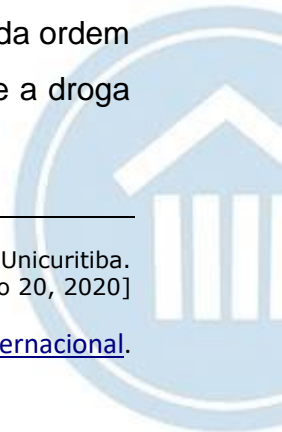 da ordem
e a droga
Unicuritiba.
o 20, 2020]
ernacional.